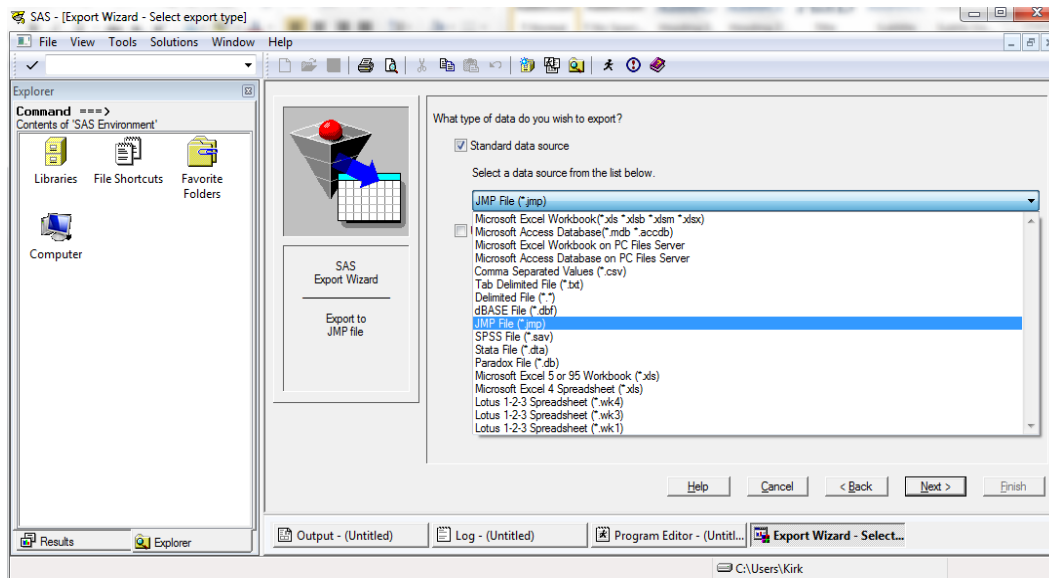 SAS - [Export Wizard - Select export type]
File View Tools Solutions Window Help
Explorer
Command ===>
Contents of 'SAS Environment'
Libraries
File Shortcuts
Favorite
Folders
Computer
SAS
Export Wizard
Export to
JMP file
What type of data do you wish to export?
Standard data source
Select a data source from the list below.
JMP File (*.jmp)
Microsoft Excel Workbook(*.xls *.xlsb *.xlsm *.xlsx)
Microsoft Access Database(*.mdb *.accdb)
Microsoft Excel Workbook on PC Files Server
Microsoft Access Database on PC Files Server
Comma Separated Values (*.csv)
Tab Delimited File (*.txt)
Delimited File (*.*)
dBASE File (*.dbf)
JMP File (*.jmp)
SPSS File (*.sav)
Stata File (*.dta)
Paradox File (*.db)
Microsoft Excel 5 or 95 Workbook (*.xls)
Microsoft Excel 4 Spreadsheet (*.xls)
Lotus 1-2-3 Spreadsheet (*.wk4)
Lotus 1-2-3 Spreadsheet (*.wk3)
Lotus 1-2-3 Spreadsheet (*.wk1)
Help
Cancel
< Back
Next >
Finish
Results
Explorer
Output - (Untitled)
Log - (Untitled)
Program Editor - (Untitl...
Export Wizard - Select...
C:\Users\Kirk